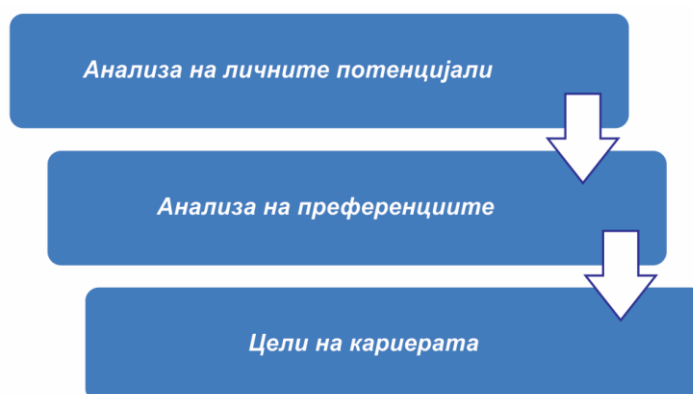 Анализа на личните потенцијали
Анализа на преференциите
Цели на кариерата